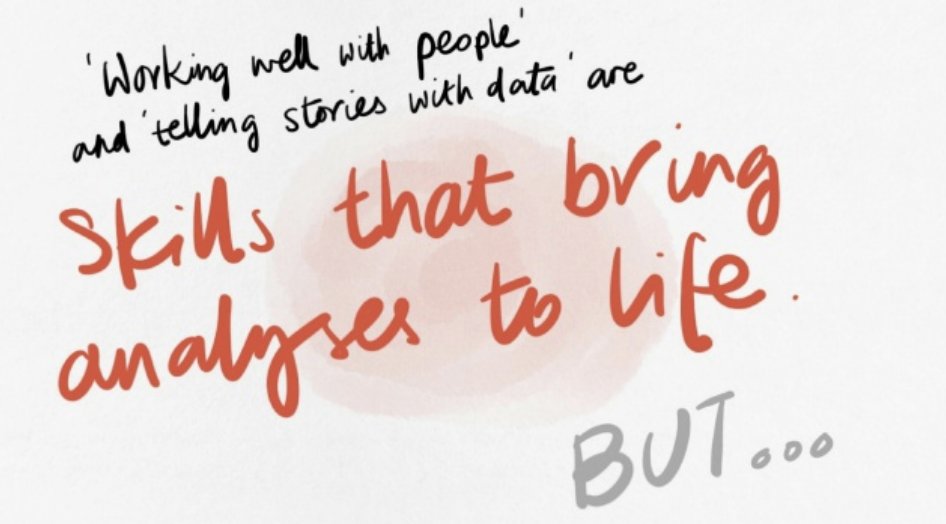 'Working well with people'
and 'telling stories with data' are
Skills that bring
analyses to life.
BUT...